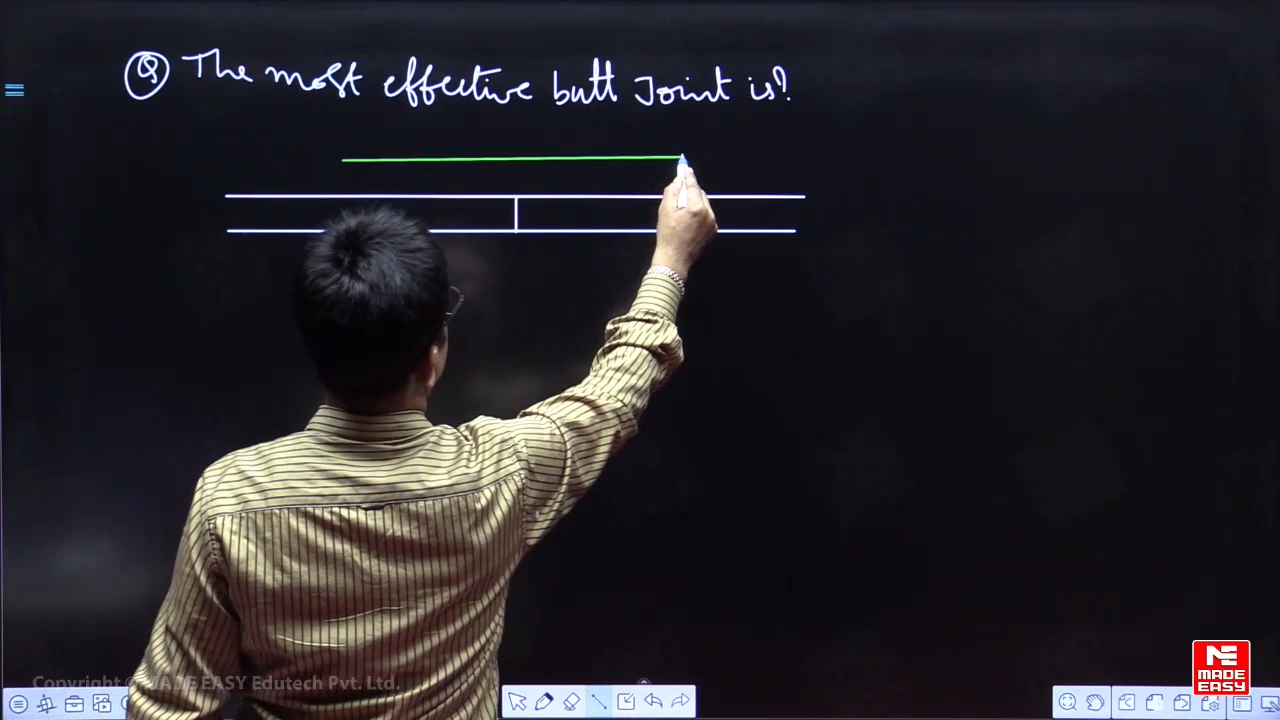 Q The most effective butt Joint is?
Copyright © MADE EASY Edutech Pvt. Ltd.
MADE EASY